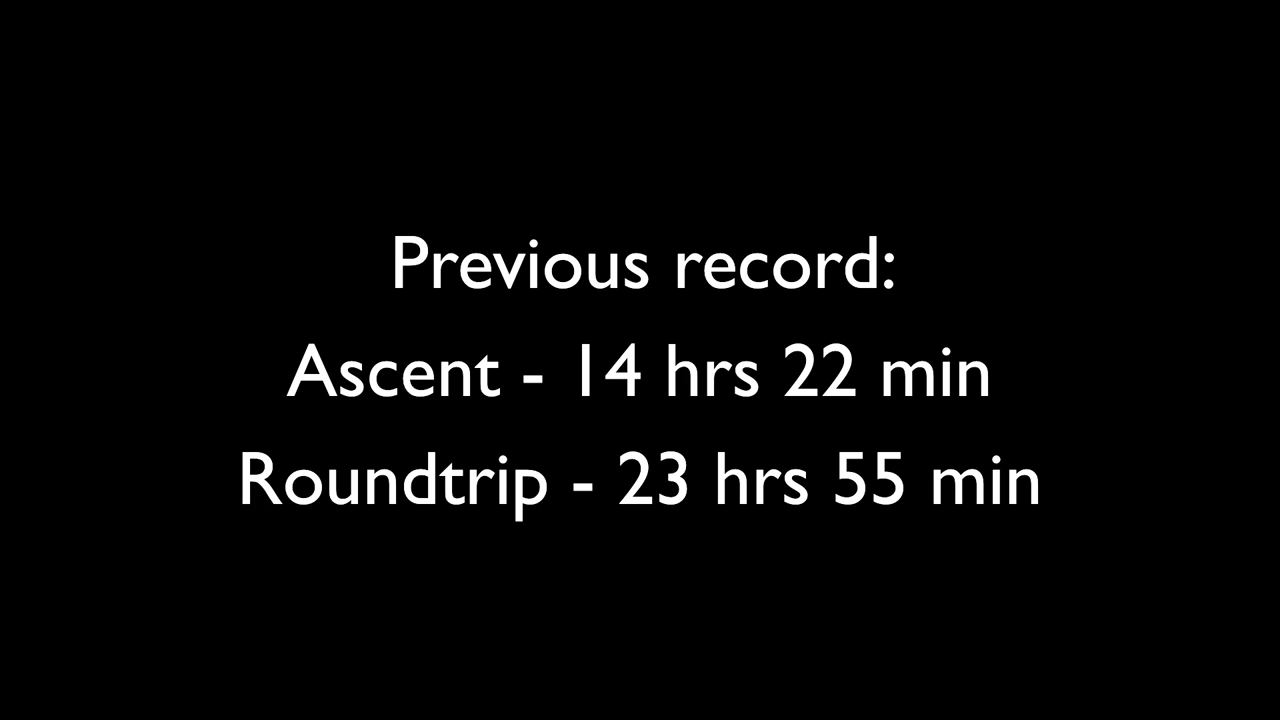 Previous record:
Ascent - 14 hrs 22 min
Roundtrip - 23 hrs 55 min